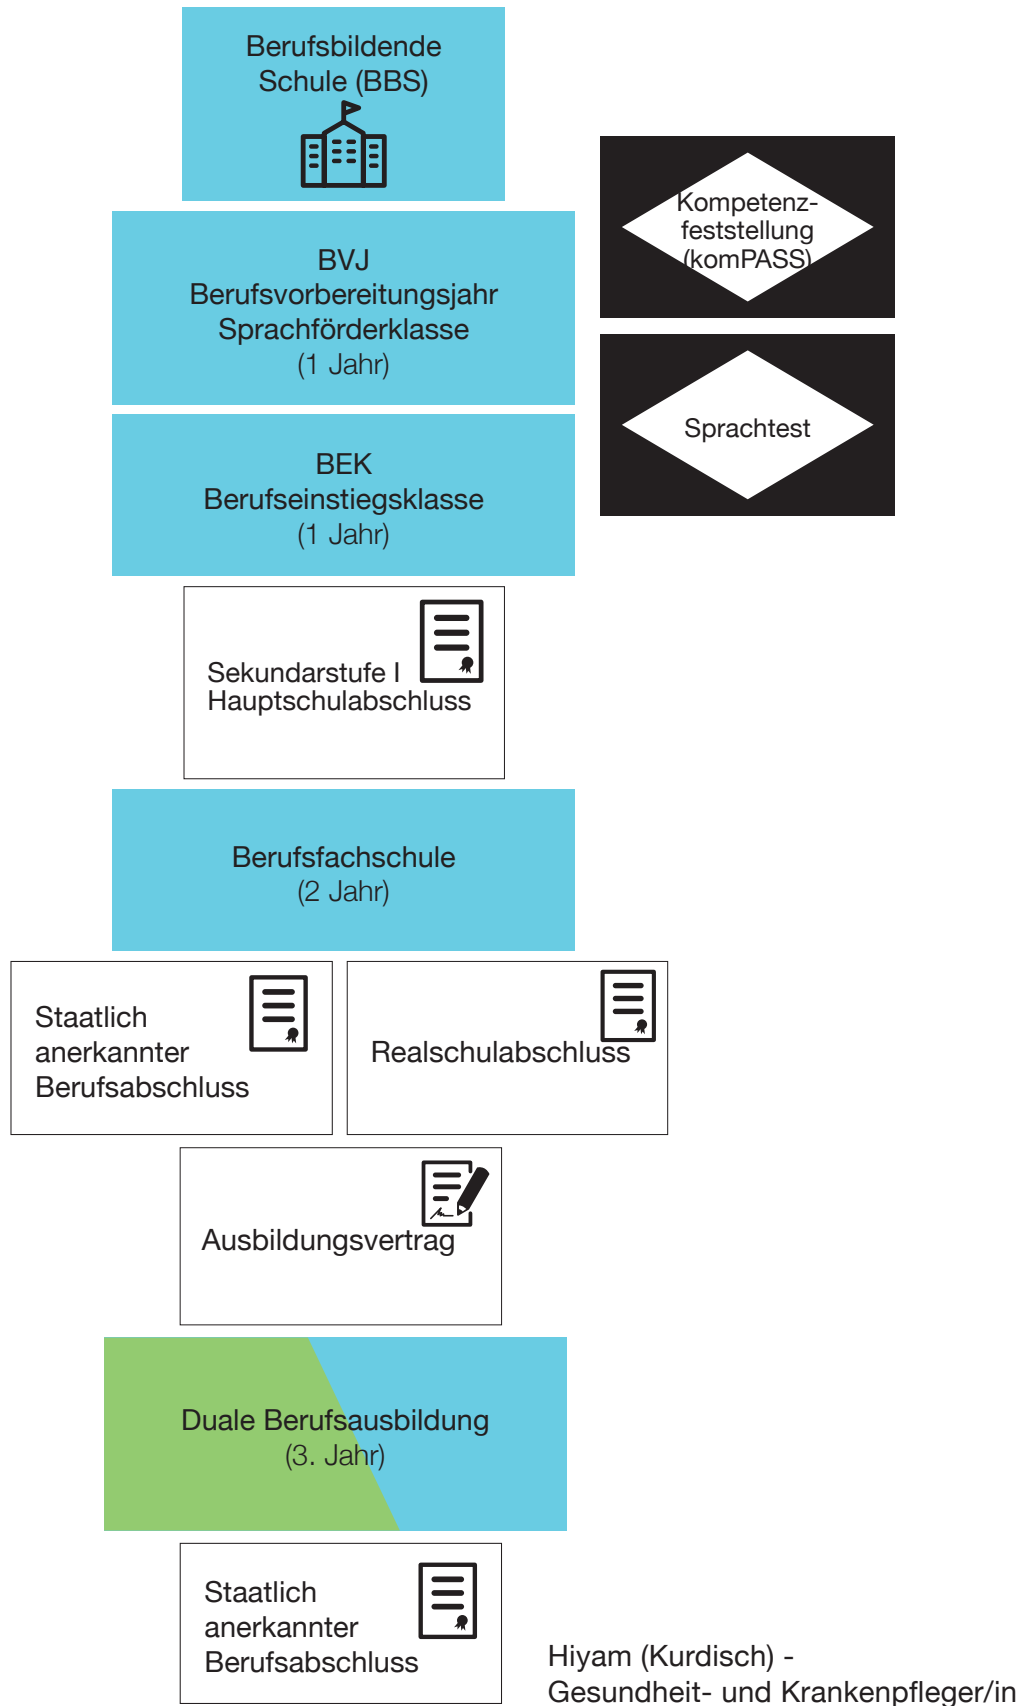 Berufsbildende
Schule (BBS)
Kompetenz-
feststellung
(komPASS)
BVJ
Berufsvorbereitungsjahr
Sprachförderklasse
(1 Jahr)
Sprachtest
BEK
Berufseinstiegsklasse
(1 Jahr)
Sekundarstufe I
Hauptschulabschluss
Berufsfachschule
(2 Jahr)
Staatlich
anerkannter
Berufsabschluss
Realschulabschluss
Ausbildungsvertrag
Duale Berufsausbildung
(3. Jahr)
Staatlich
anerkannter
Berufsabschluss
Hiyam (Kurdisch) -
Gesundheit- und Krankenpfleger/in